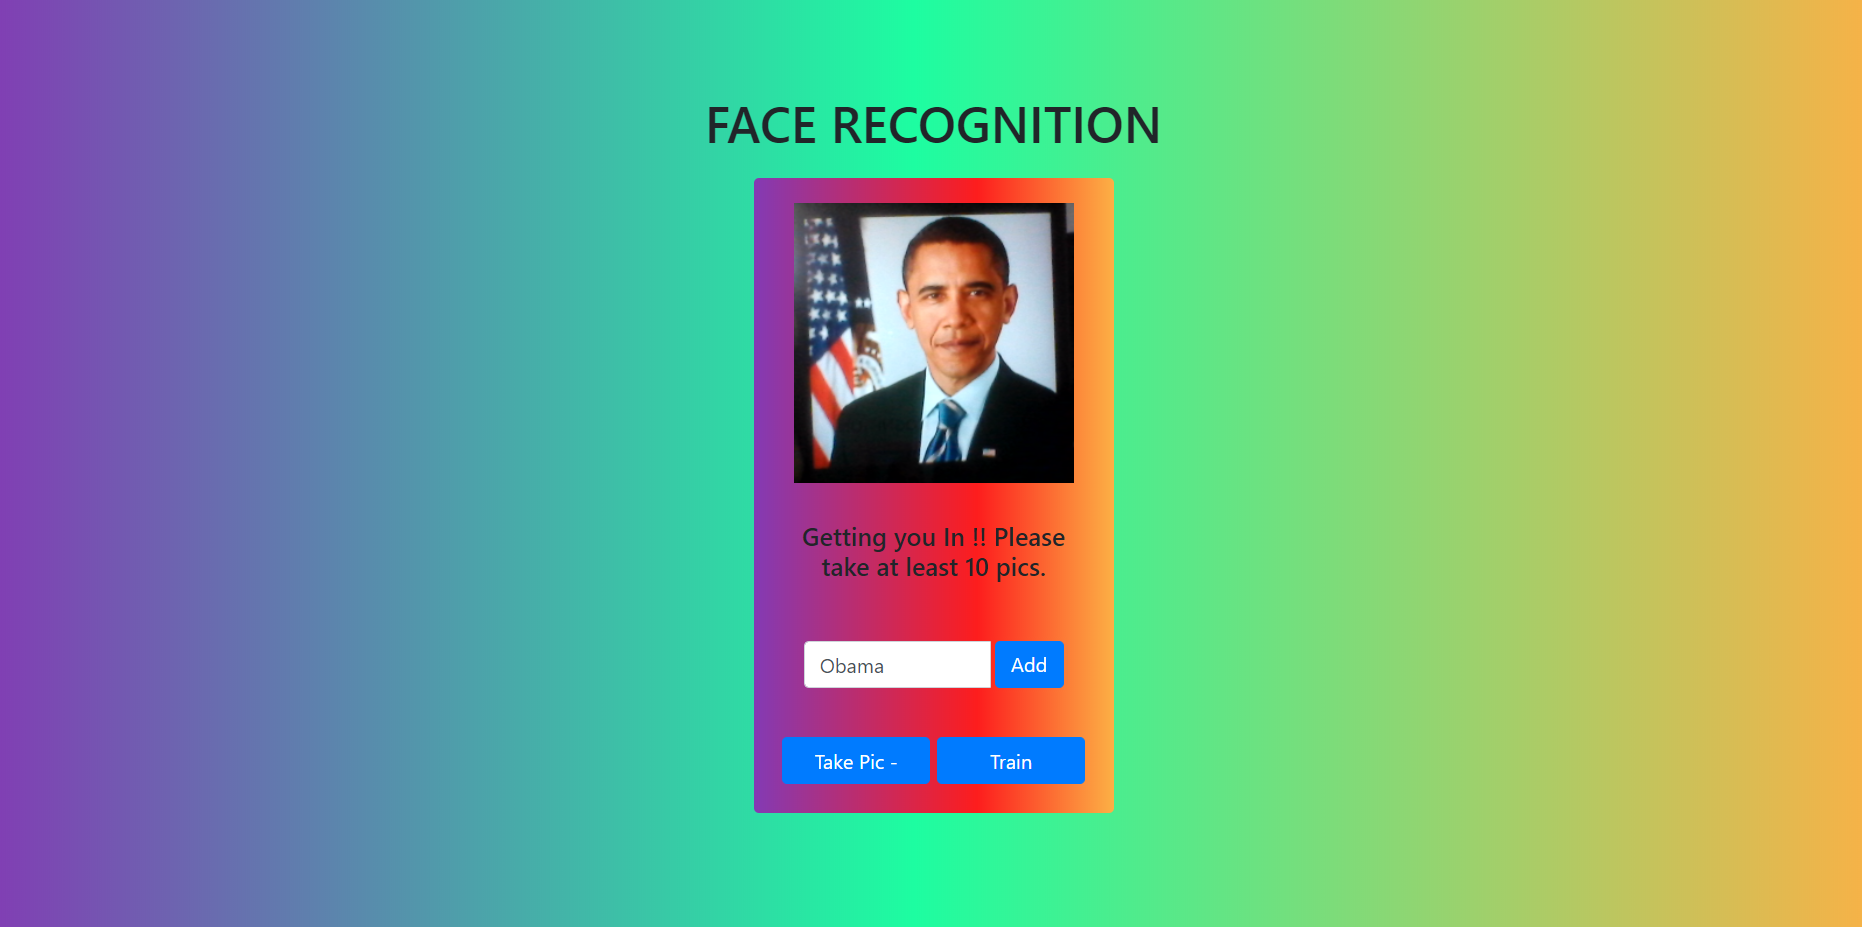 FACE RECOGNITION
Getting you In !! Please
take at least 10 pics.
Obama
Add
Take Pic -
Train